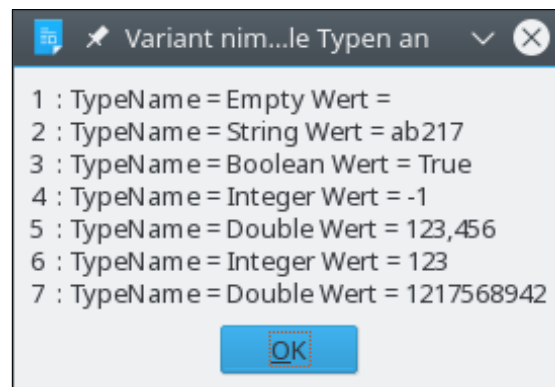 Variant nim...le Typen an
1 : TypeName = Empty Wert =
2 : TypeName = String Wert = ab217
3 : TypeName = Boolean Wert = True
4 : TypeName = Integer Wert = -1
5 : TypeName = Double Wert = 123,456
6 : TypeName = Integer Wert = 123
7 : TypeName = Double Wert = 1217568942
OK